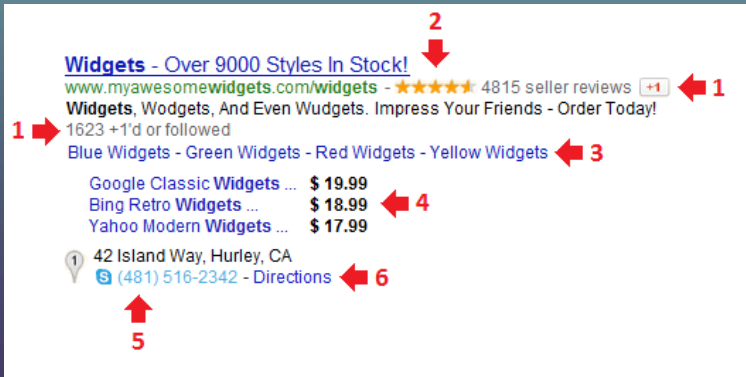 2
Widgets - Over 9000 Styles In Stock!
www.myawesomewidgets.com/widgets - 4815 seller reviews +1 1
Widgets, Wodgets, And Even Wudgets. Impress Your Friends - Order Today!
1 1623 +1'd or followed
Blue Widgets - Green Widgets - Red Widgets - Yellow Widgets 3
Google Classic Widgets ... $ 19.99
Bing Retro Widgets ... $ 18.99 4
Yahoo Modern Widgets ... $ 17.99
1 42 Island Way, Hurley, CA
S (481) 516-2342 - Directions 6
5